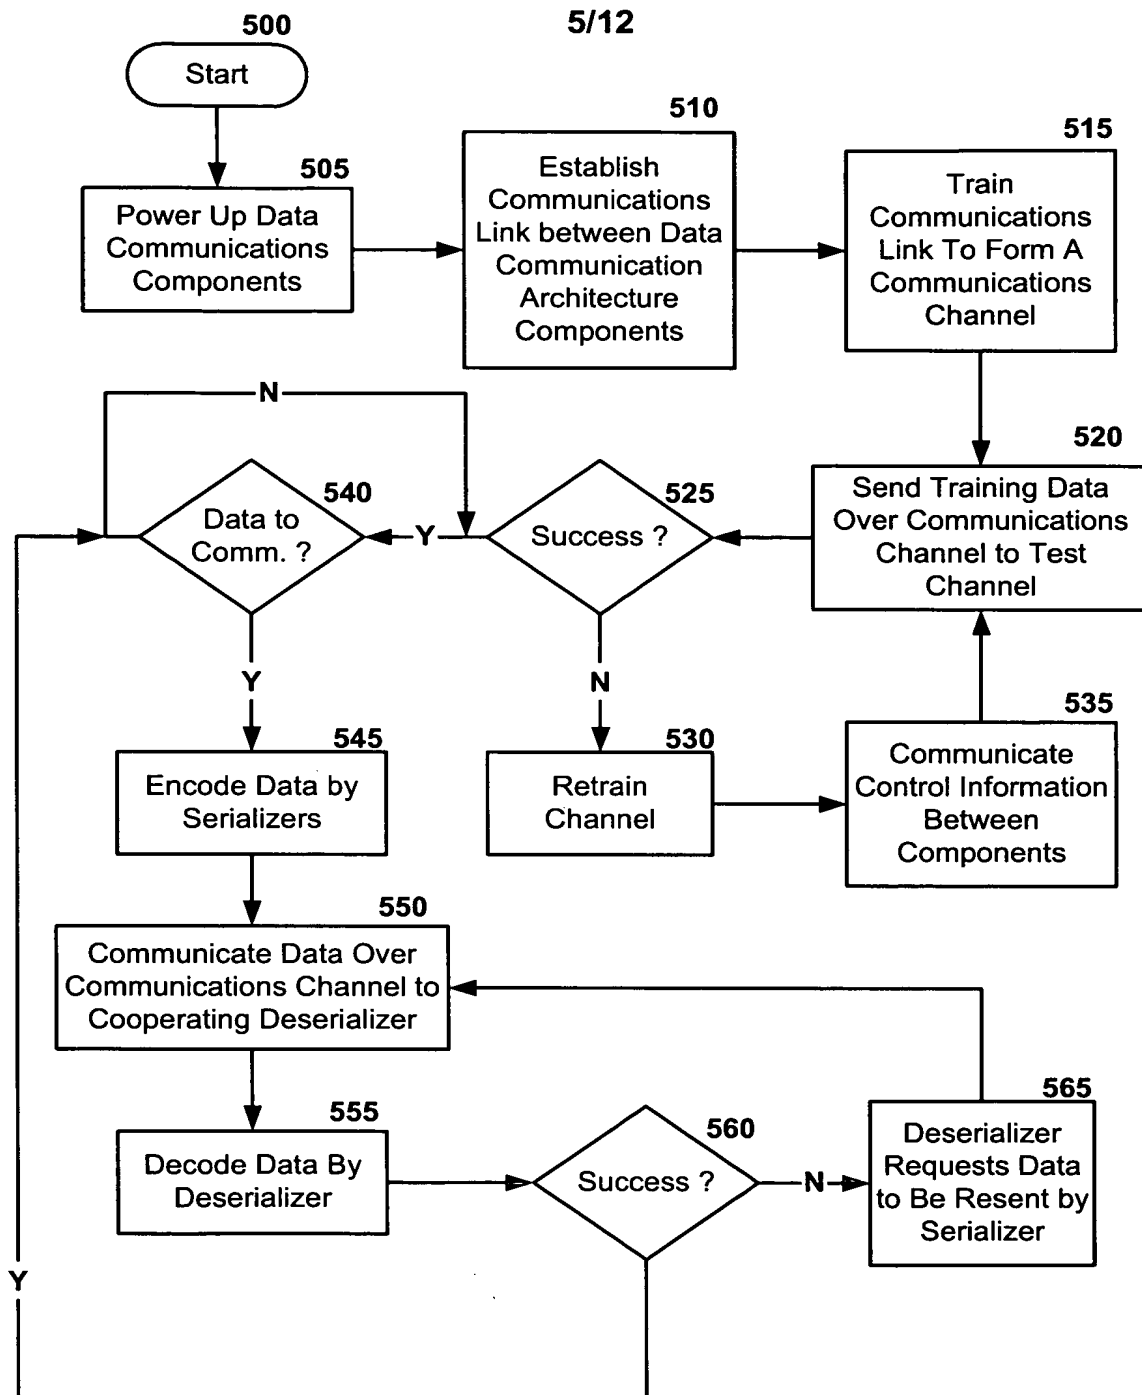 5/12
500
Start
505
Power Up Data
Communications
Components
510
Establish
Communications
Link between Data
Communication
Architecture
Components
515
Train
Communications
Link To Form A
Communications
Channel
520
Send Training Data
Over Communications
Channel to Test
Channel
525
Success ?
Y
N
530
Retrain
Channel
535
Communicate
Control Information
Between
Components
540
Data to
Comm. ?
N
Y
545
Encode Data by
Serializers
550
Communicate Data Over
Communications Channel to
Cooperating Deserializer
555
Decode Data By
Deserializer
560
Success ?
N
565
Deserializer
Requests Data
to Be Resent by
Serializer
Y